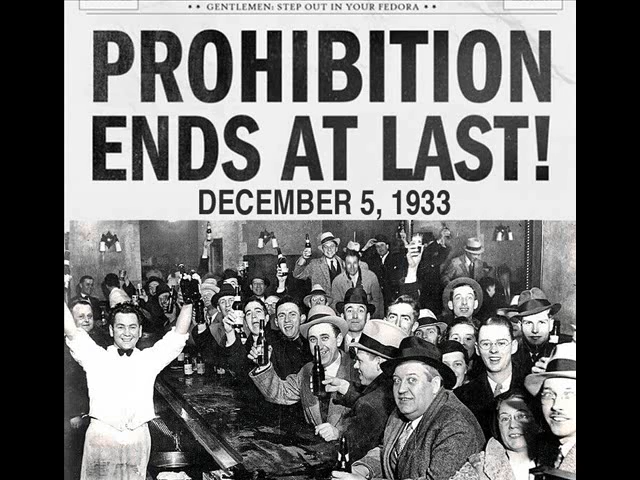 •• GENTLEMEN: STEP OUT IN YOUR FEDORA ••
PROHIBITION
ENDS AT LAST!
DECEMBER 5, 1933